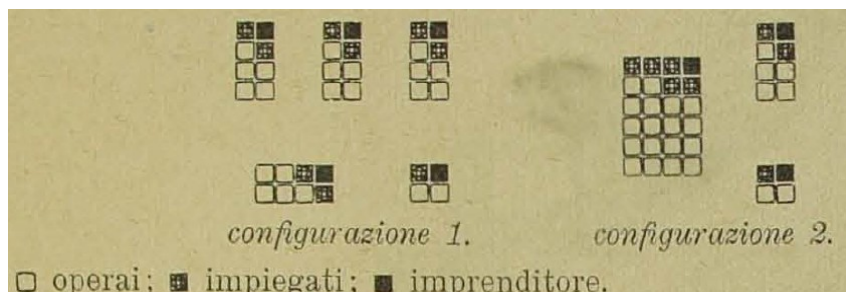 configurazione 1. configurazione 2.
operai; impiegati; imprenditore.